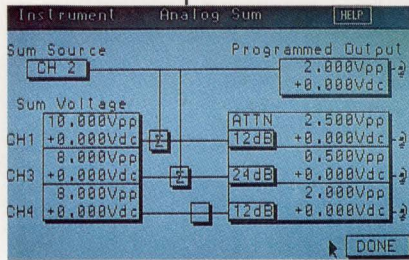 Instrument Analog Sum HELP
Sum Source Programmed Output
CH 2 2.000Vpp
+0.000Vdc
Sum Voltage
10.000Vpp ATTN 2.500Vpp
CH1 +0.000Vdc Σ 12dB +0.000Vdc
8.000Vpp 0.500Vpp
CH3 +0.000Vdc Σ 24dB +0.000Vdc
8.000Vpp 2.000Vpp
CH4 +0.000Vdc 12dB +0.000Vdc
DONE